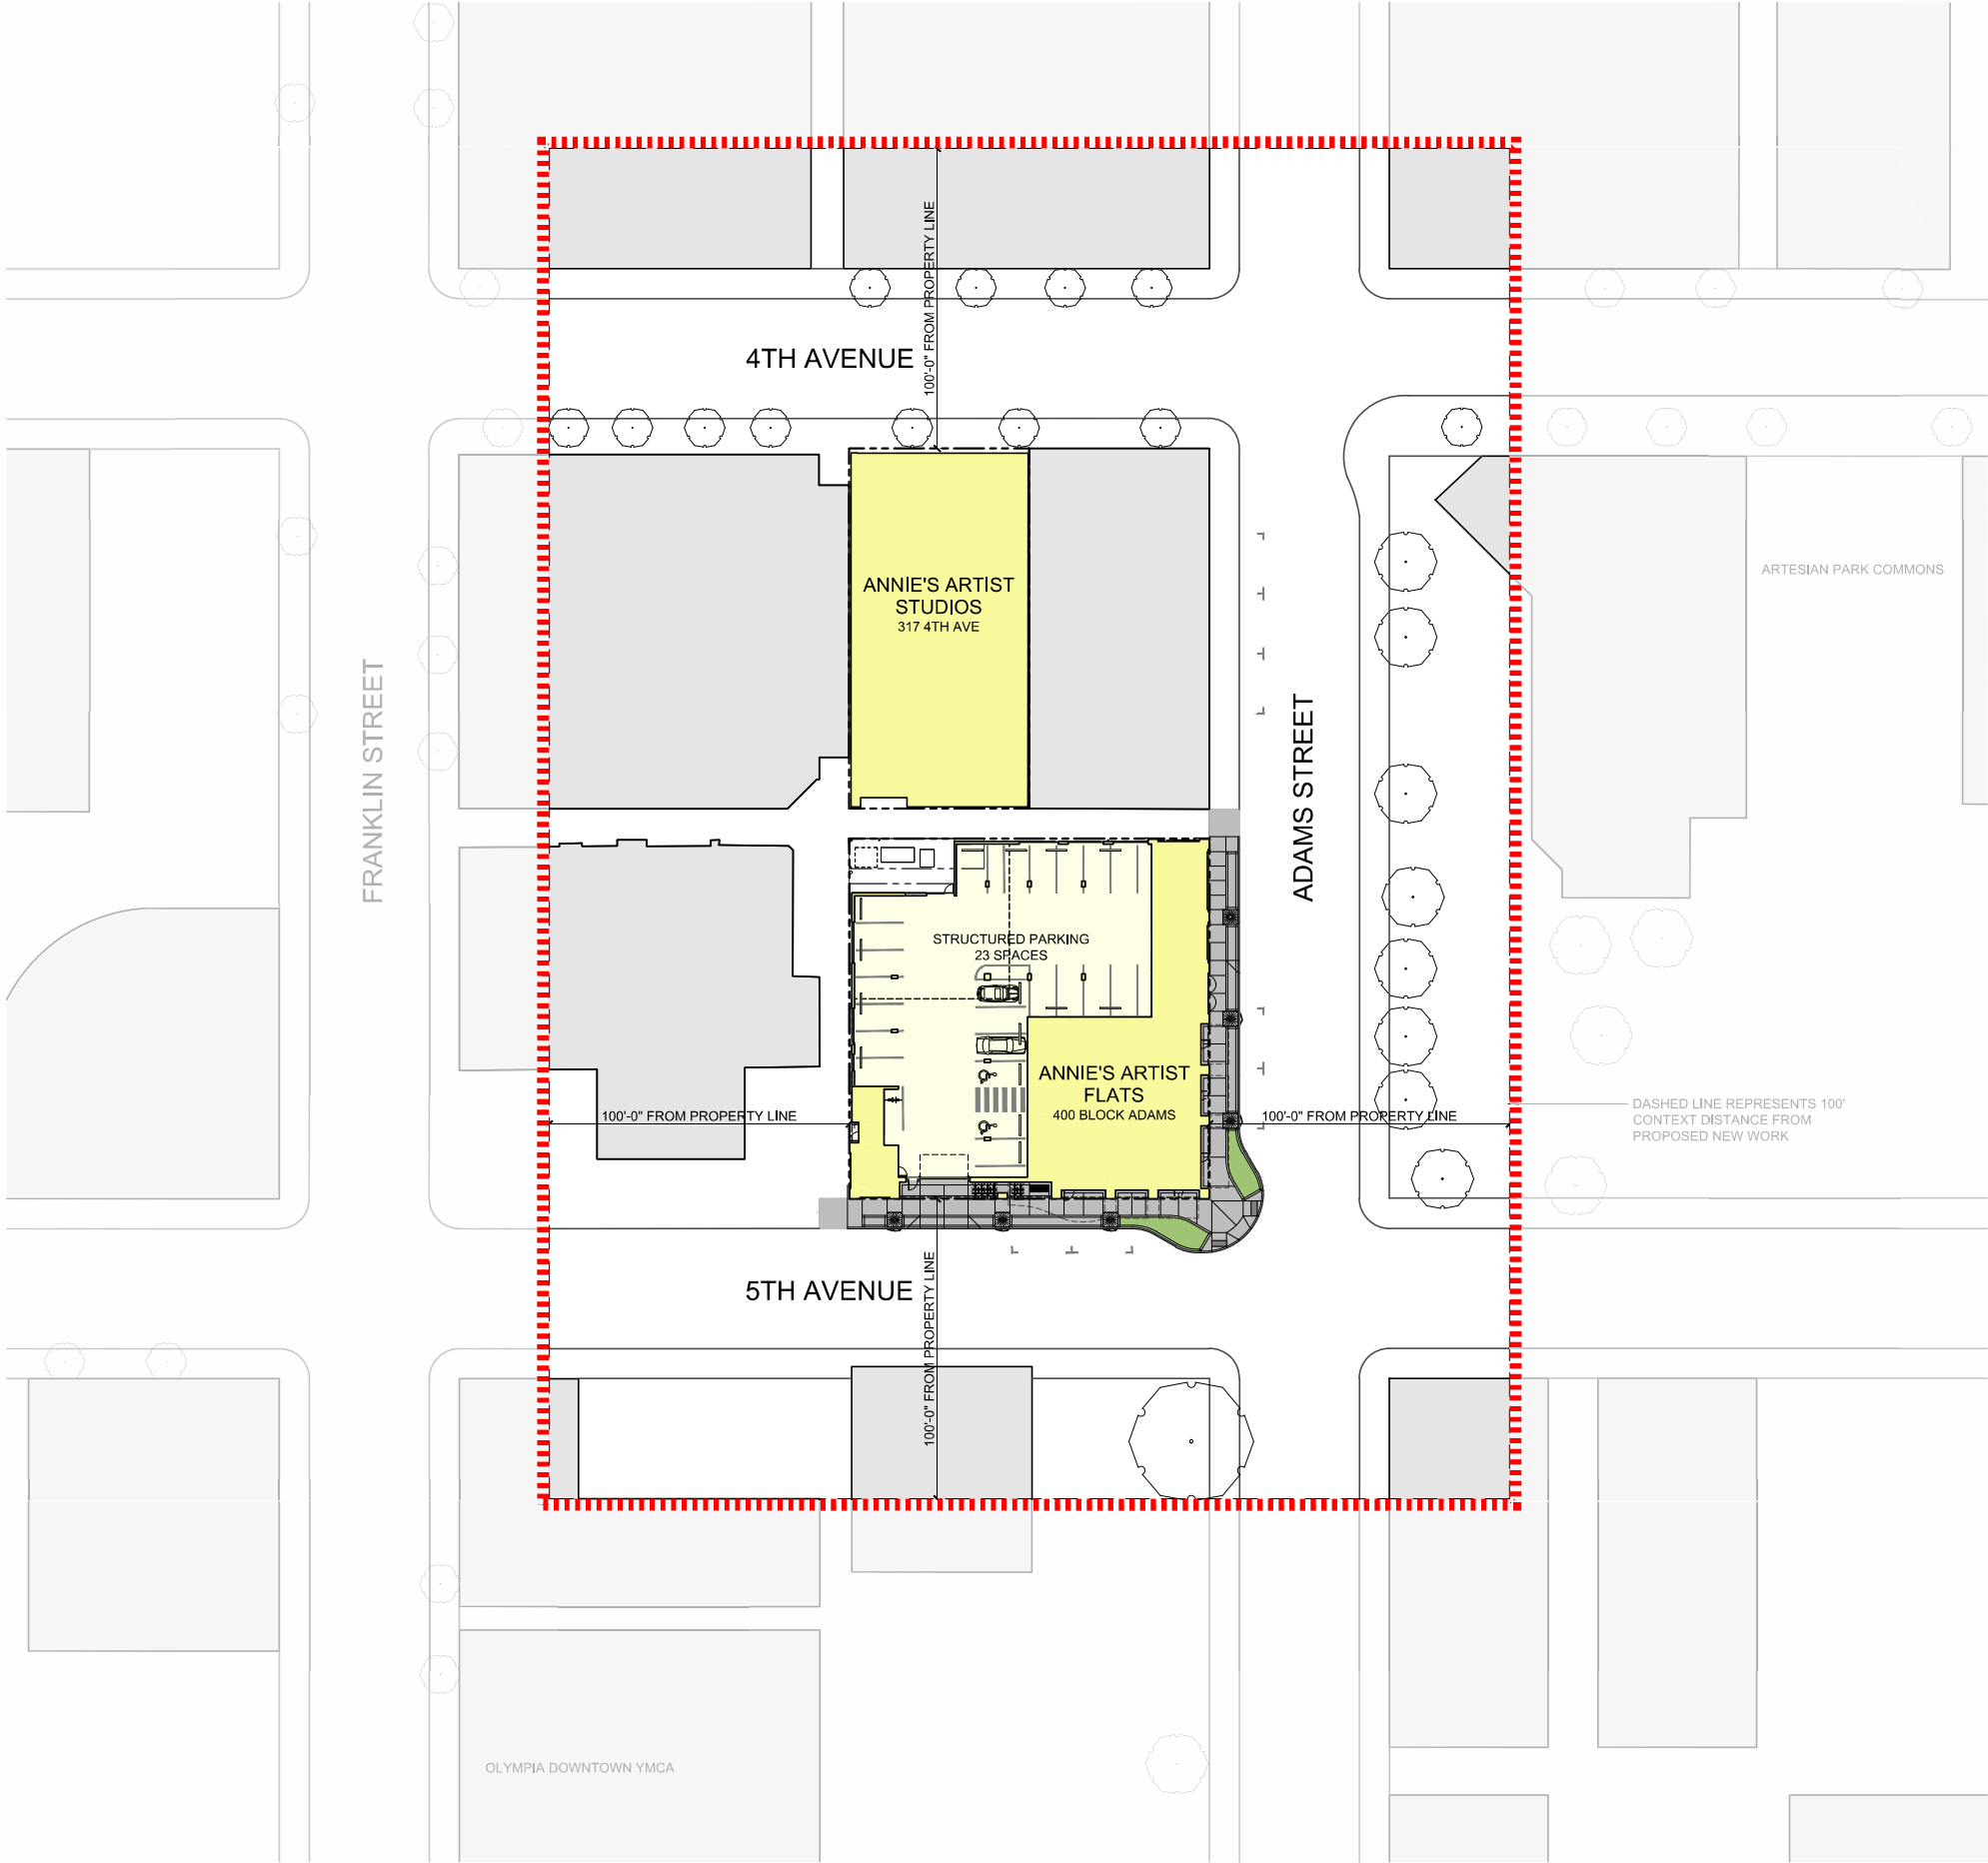 100'-0" FROM PROPERTY LINE
4TH AVENUE
ANNIE'S ARTIST
STUDIOS
317 4TH AVE
ARTESIAN PARK COMMONS
FRANKLIN STREET
ADAMS STREET
STRUCTURED PARKING
23 SPACES
ANNIE'S ARTIST
FLATS
400 BLOCK ADAMS
100'-0" FROM PROPERTY LINE
100'-0" FROM PROPERTY LINE
DASHED LINE REPRESENTS 100'
CONTEXT DISTANCE FROM
PROPOSED NEW WORK
5TH AVENUE
100'-0" FROM PROPERTY LINE
OLYMPIA DOWNTOWN YMCA